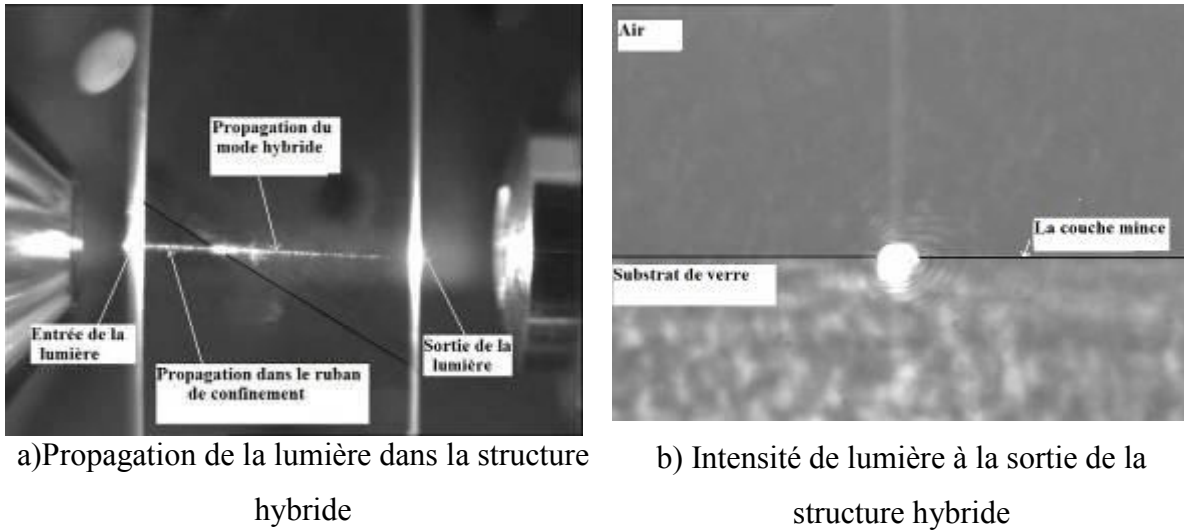 Propagation du
mode hybride
Entrée de la
lumière
Propagation dans le ruban
de confinement
Sortie de la
lumière
Air
La couche mince
Substrat de verre
a)Propagation de la lumière dans la structure
hybride
b) Intensité de lumière à la sortie de la
structure hybride